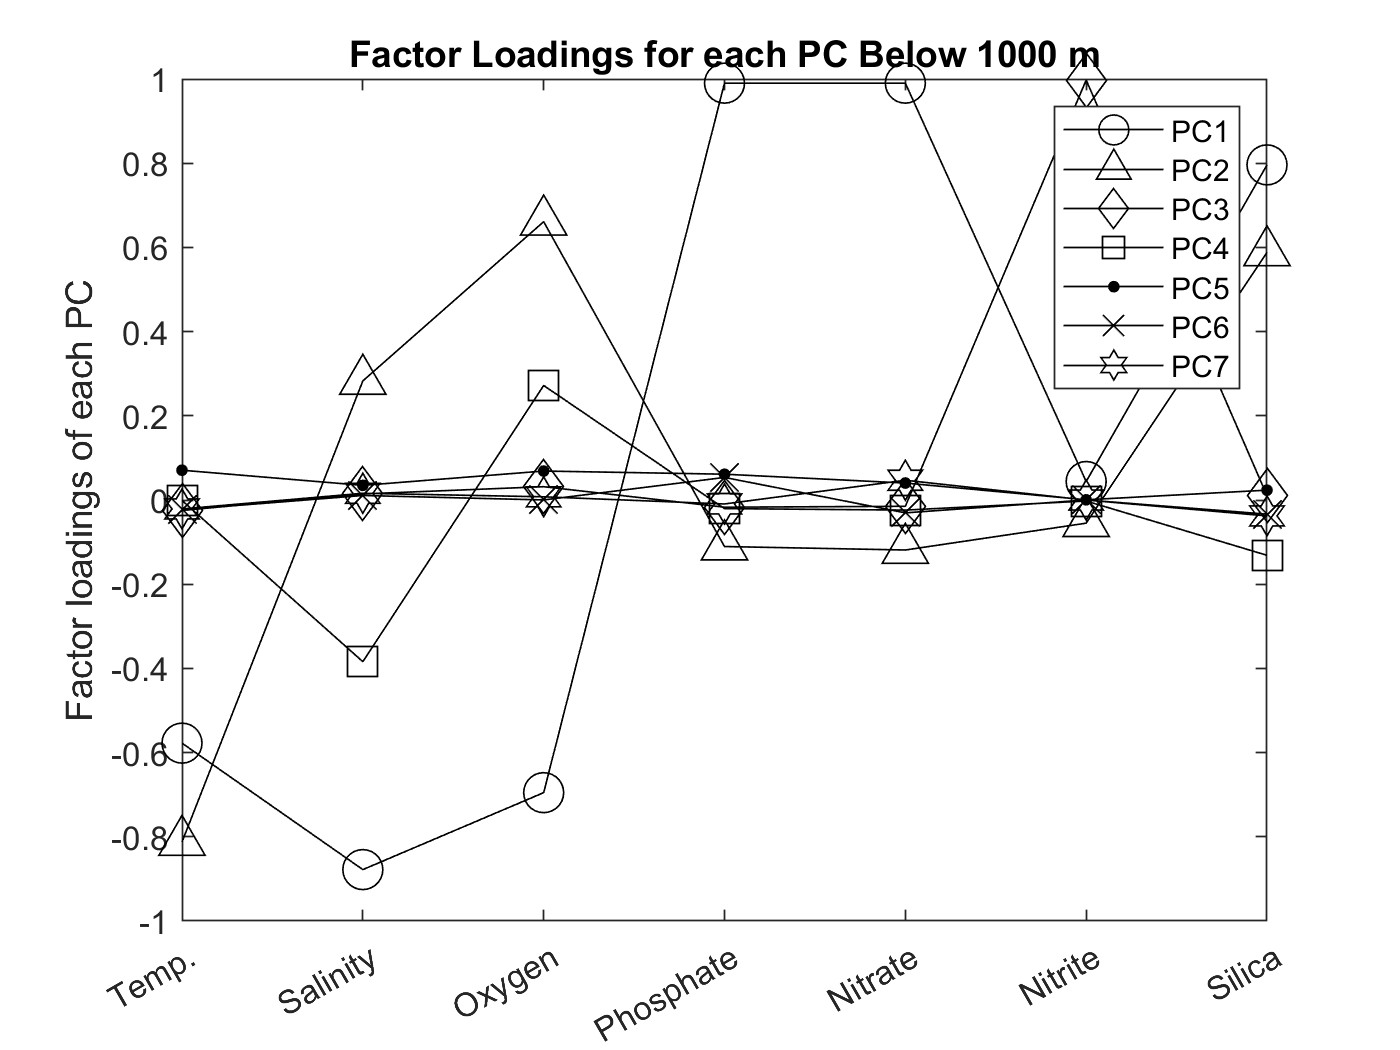 Factor Loadings for each PC Below 1000 m
Factor loadings of each PC
1
0.8
0.6
0.4
0.2
0
-0.2
-0.4
-0.6
-0.8
-1
Temp.
Salinity
Oxygen
Phosphate
Nitrate
Nitrite
Silica
PC1
PC2
PC3
PC4
PC5
PC6
PC7